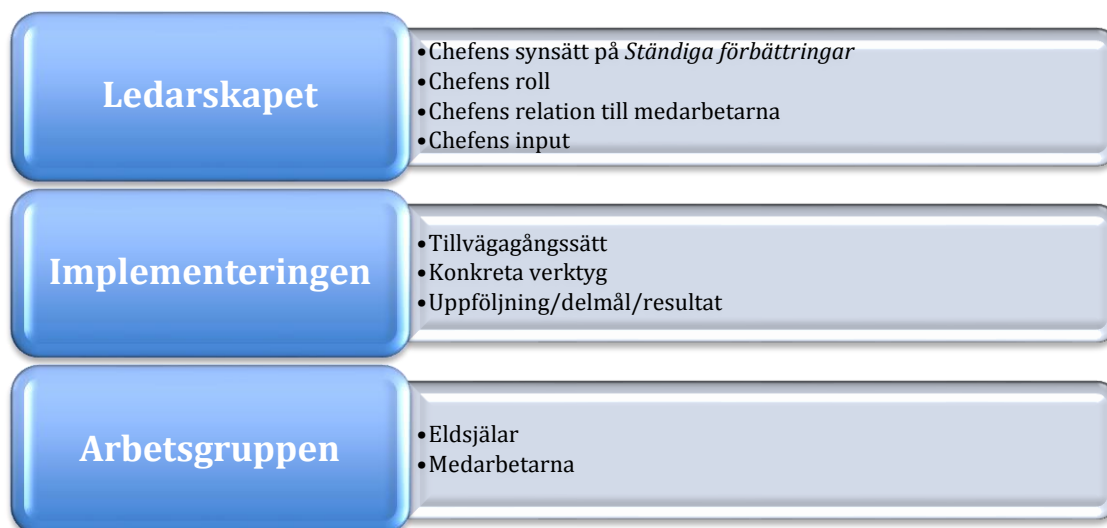 Ledarskapet
•Chefens synsätt på Ständiga förbättringar
•Chefens roll
•Chefens relation till medarbetarna
•Chefens input
Implementeringen
•Tillvägagångssätt
•Konkreta verktyg
•Uppföljning/delmål/resultat
Arbetsgruppen
•Eldsjälar
•Medarbetarna